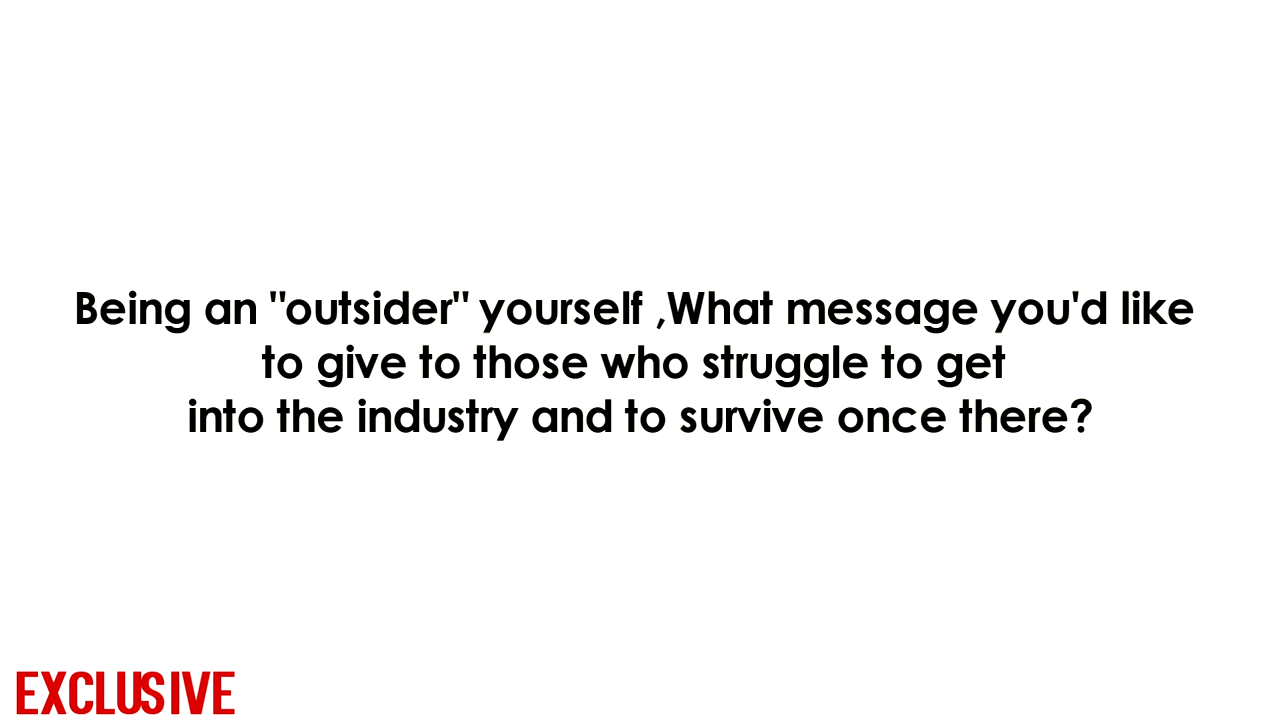 Being an "outsider" yourself ,What message you'd like
to give to those who struggle to get
into the industry and to survive once there?
EXCLUSIVE